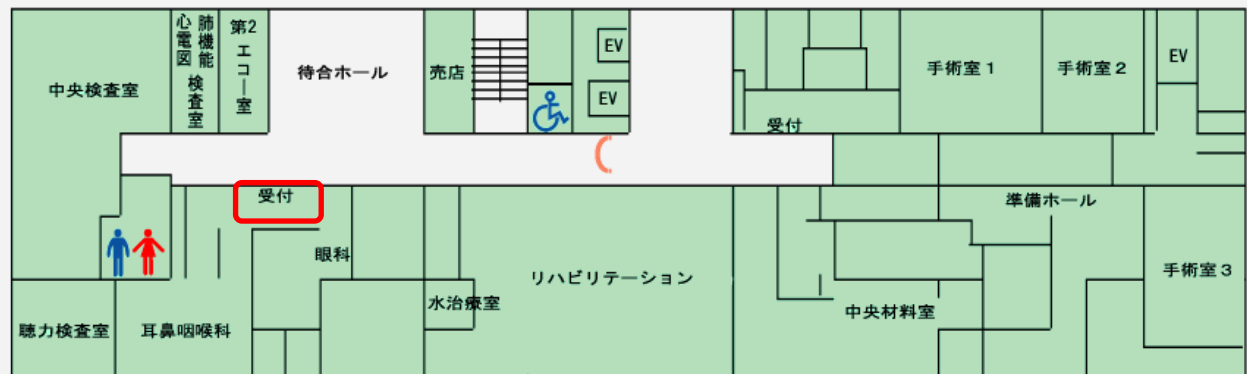 中央検査室
心電図
肺機能
検査室
第2
エコー室
待合ホール
売店
EV
EV
受付
手術室1
手術室2
EV
受付
眼科
リハビリテーション
準備ホール
手術室3
聴力検査室
耳鼻咽喉科
水治療室
中央材料室